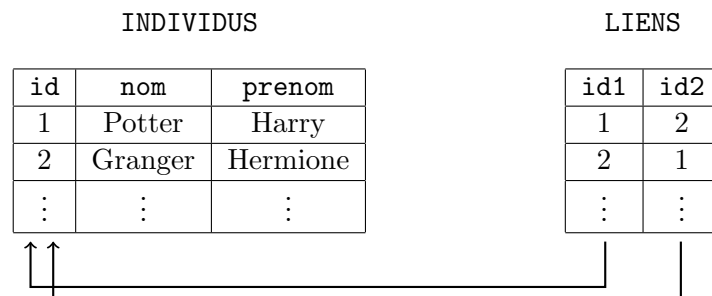 INDIVIDUS LIENS
id nom prenom id1 id2
1 Potter Harry 1 2
2 Granger Hermione 2 1
⋮ ⋮ ⋮ ⋮ ⋮